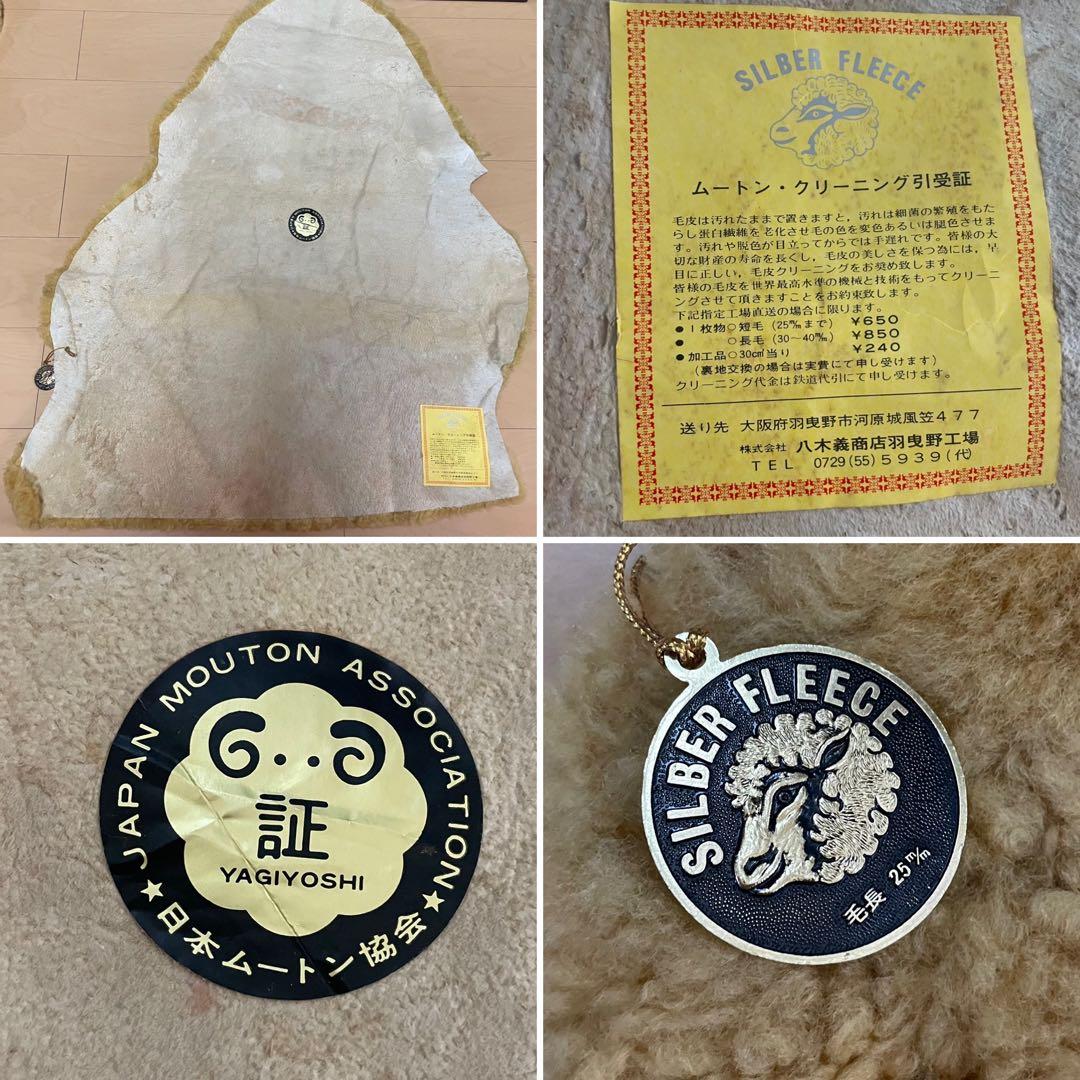 SILBER FLEECE
ムートン・クリーニング引受証
毛皮は汚れたままで置きますと，汚れは細菌の繁殖をもた
らし蛋白繊維を老化させ毛の色を変色あるいは腿色させま
す。汚れや脱色が目立ってからでは手遅れです。皆様の大
切な財産の寿命を長くし，毛皮の美しさを保つ為には，早
目に正しい，毛皮クリーニングをお奨め致します。
皆様の毛皮を世界最高水準の機械と技術をもってクリーニ
ングさせて頂きますことをお約束致します。
下記指定工場直送の場合に限ります。
●1枚物○短毛（25㎜まで） ¥650
● ○長毛（30〜40㎜） ¥850
●加工品○30㎠当り ¥240
（裏地交換の場合は実費にて申し受けます）
クリーニング代金は鉄道代引にて申し受けます。
送り先 大阪府羽曳野市河原城風笠477
株式会社 八木義商店羽曳野工場
TEL 0729(55)5939(代)
JAPAN MOUTON ASSOCIATION
証
YAGIYOSHI
★日本ムートン協会★
SILBER FLEECE
毛長 25m/m